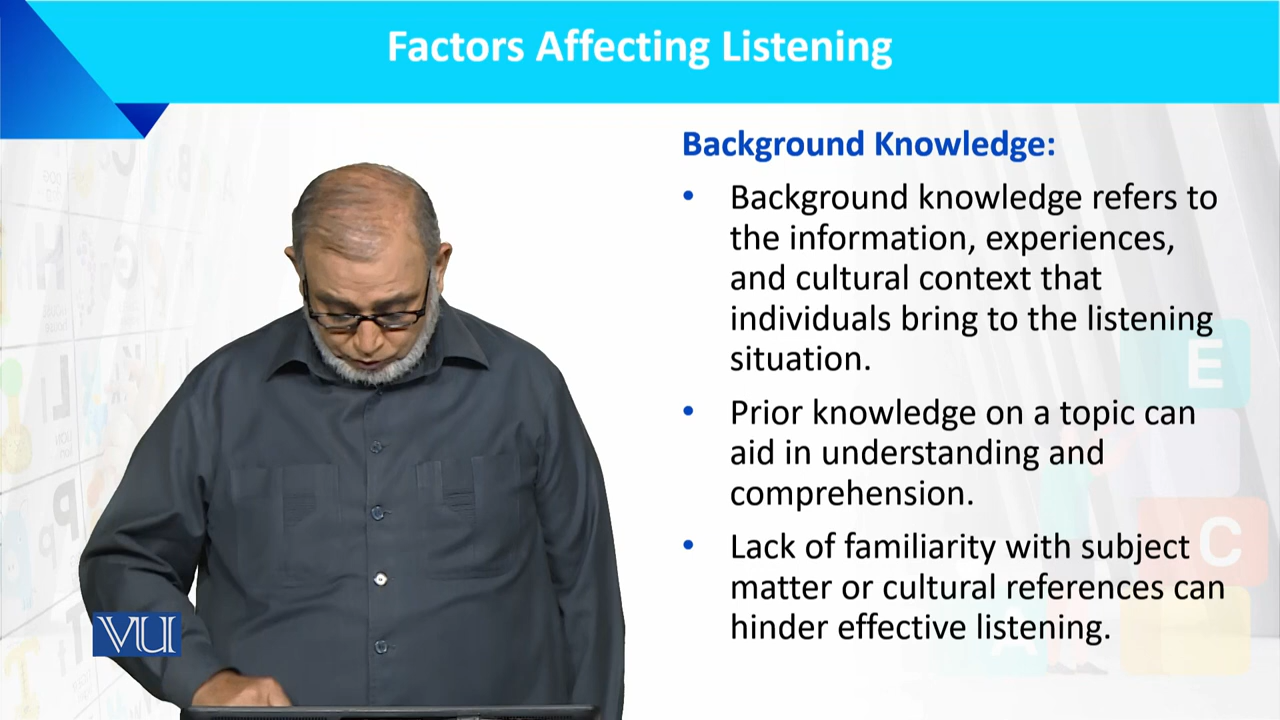 Factors Affecting Listening
Background Knowledge:
• Background knowledge refers to
the information, experiences,
and cultural context that
individuals bring to the listening
situation.
• Prior knowledge on a topic can
aid in understanding and
comprehension.
• Lack of familiarity with subject
matter or cultural references can
hinder effective listening.
VU
E
C
A